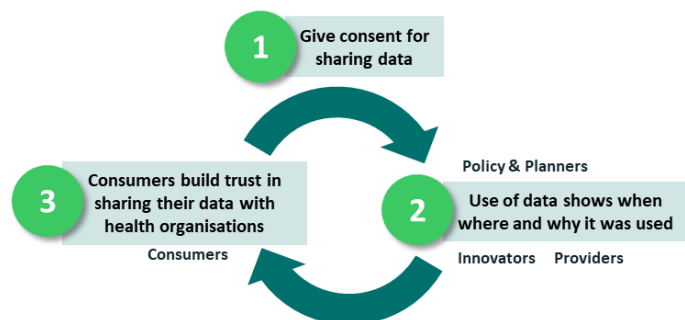 1
Give consent for
sharing data
Policy & Planners
2
Use of data shows when
where and why it was used
Innovators Providers
3
Consumers build trust in
sharing their data with
health organisations
Consumers